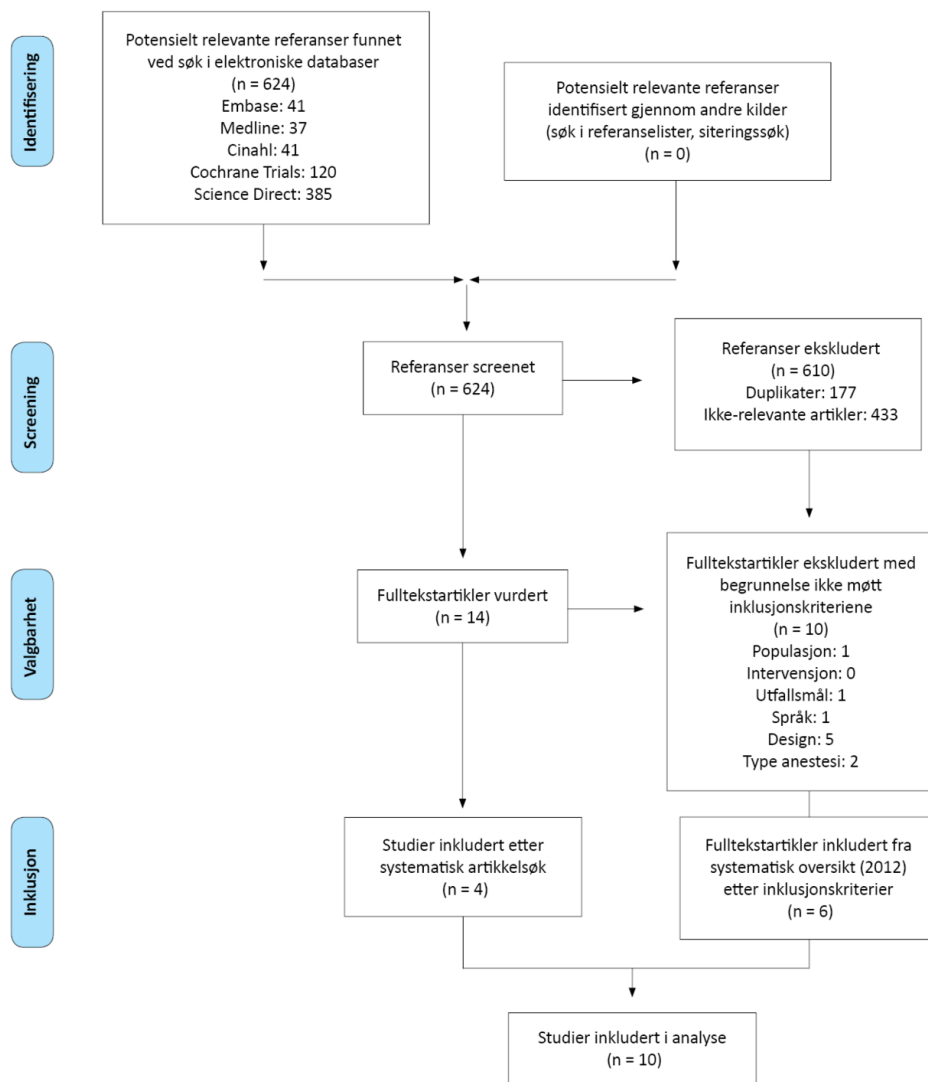 Identifisering
Potensielt relevante referanser funnet
ved søk i elektroniske databaser
(n = 624)
Embase: 41
Medline: 37
Cinahl: 41
Cochrane Trials: 120
Science Direct: 385
Potensielt relevante referanser
identifisert gjennom andre kilder
(søk i referanselister, siteringssøk)
(n = 0)
Screening
Referanser screenet
(n = 624)
Referanser ekskludert
(n = 610)
Duplikater: 177
Ikke-relevante artikler: 433
Valgbarhet
Fulltekstartikler vurdert
(n = 14)
Fulltekstartikler ekskludert med
begrunnelse ikke møtt
inklusjonskriteriene
(n = 10)
Populasjon: 1
Intervensjon: 0
Utfallsmål: 1
Språk: 1
Design: 5
Type anestesi: 2
Inklusjon
Studier inkludert etter
systematisk artikkelsøk
(n = 4)
Fulltekstartikler inkludert fra
systematisk oversikt (2012)
etter inklusjonskriterier
(n = 6)
Studier inkludert i analyse
(n = 10)